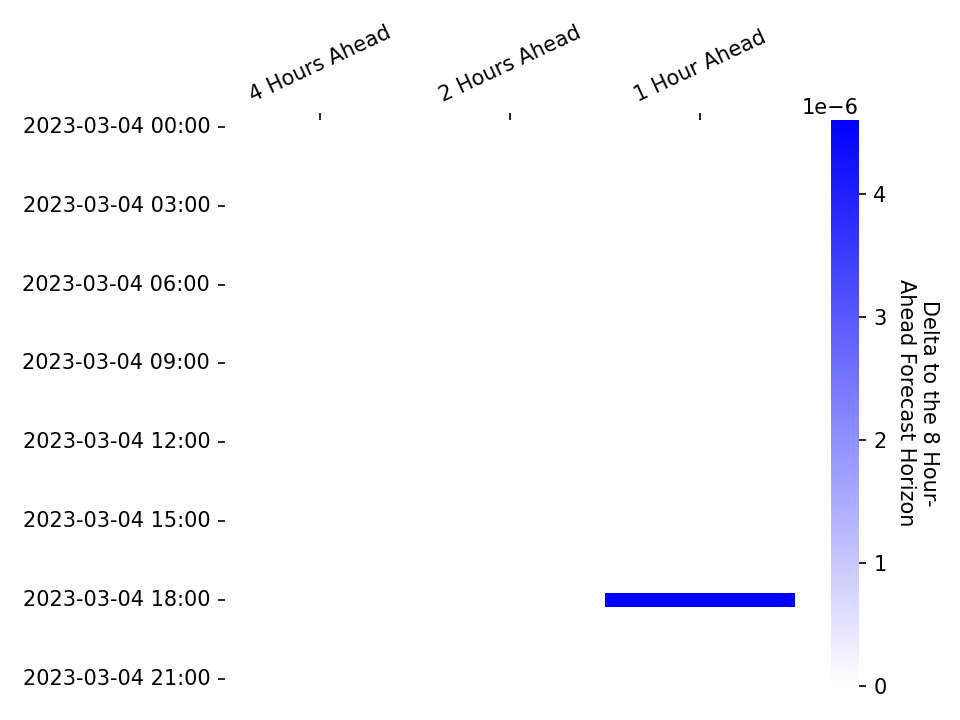 4 Hours Ahead
2 Hours Ahead
1 Hour Ahead
1e−6
2023-03-04 00:00
2023-03-04 03:00
2023-03-04 06:00
2023-03-04 09:00
2023-03-04 12:00
2023-03-04 15:00
2023-03-04 18:00
2023-03-04 21:00
4
3
2
1
0
Delta to the 8 Hour-
Ahead Forecast Horizon